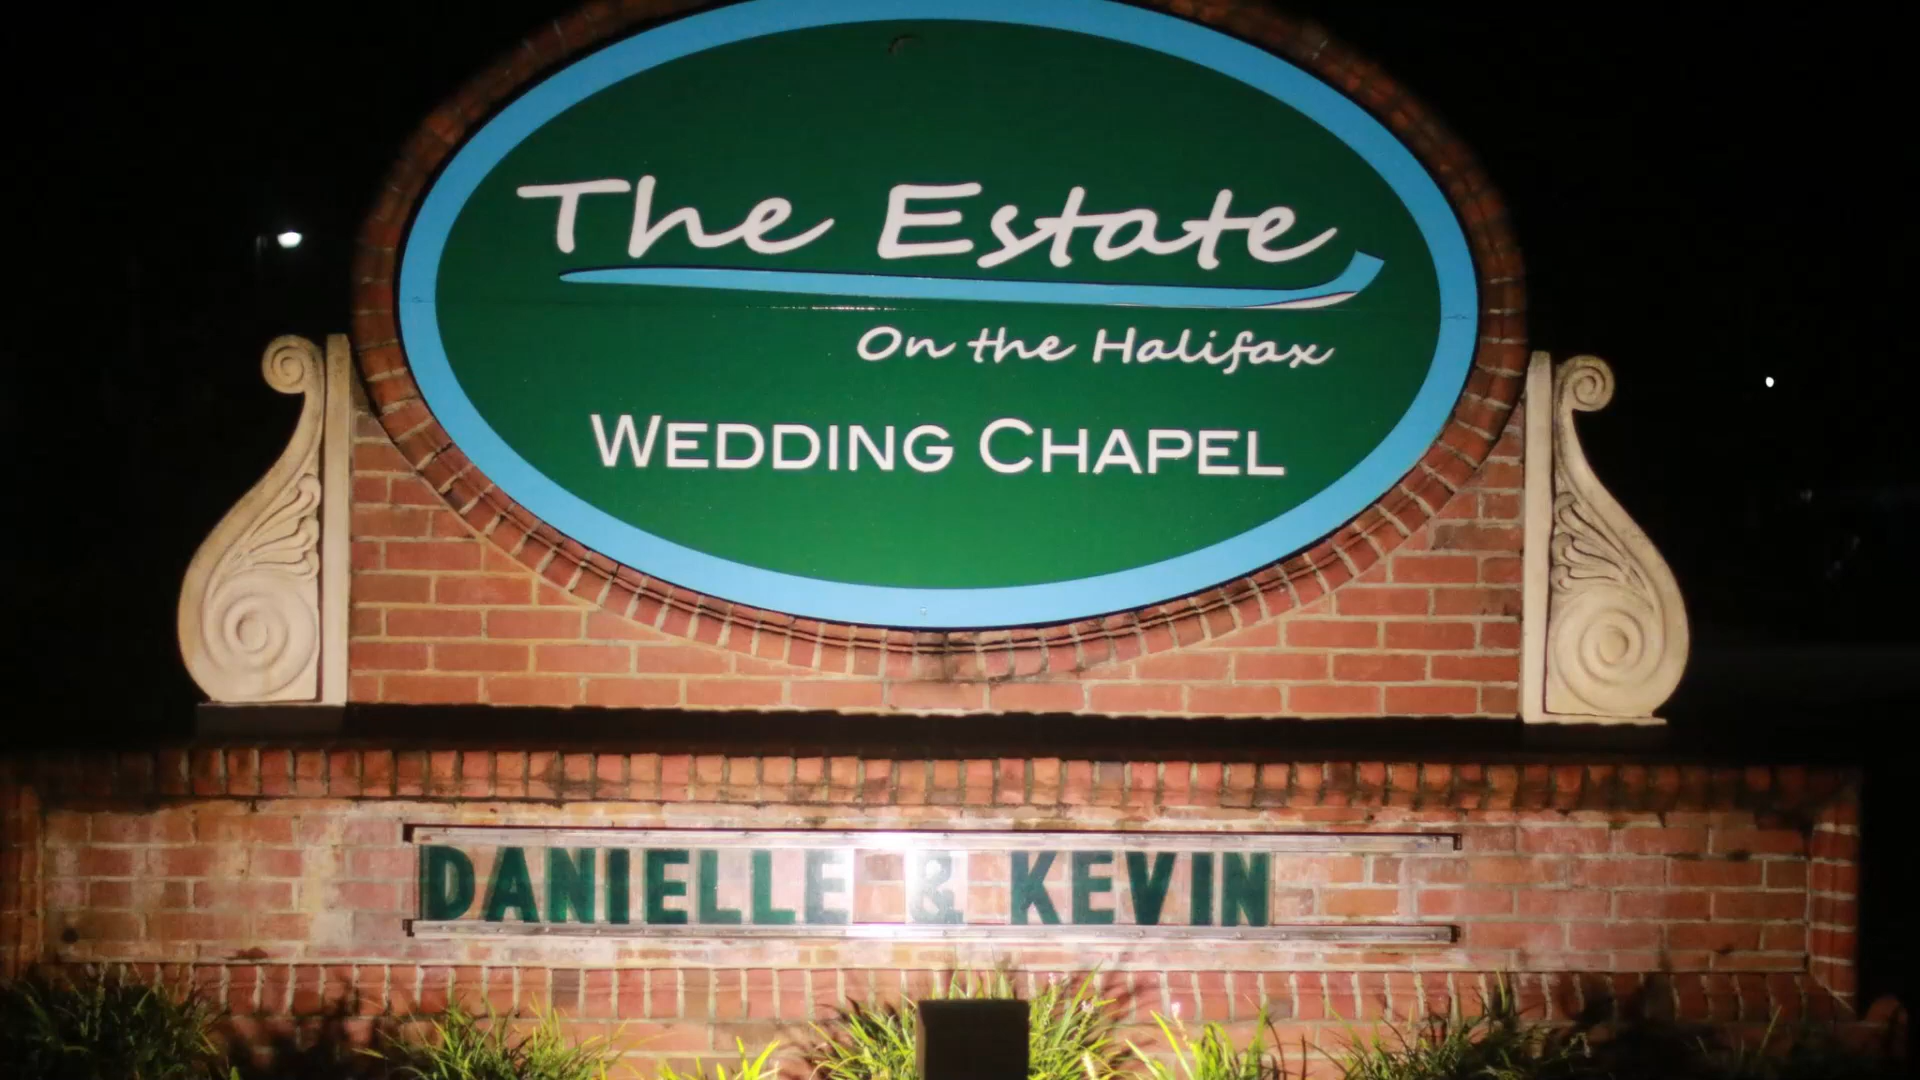 The Estate
On the Halifax
WEDDING CHAPEL
DANIELLE & KEVIN